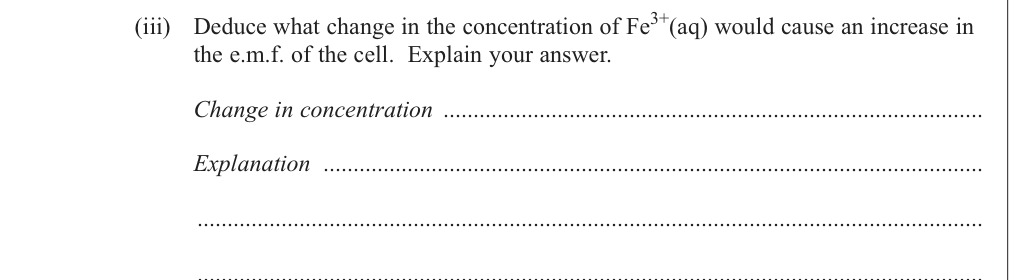 (iii) Deduce what change in the concentration of Fe³⁺(aq) would cause an increase in
the e.m.f. of the cell. Explain your answer.
Change in concentration ..........................................................................................
Explanation ..............................................................................................................
...................................................................................................................................
...................................................................................................................................